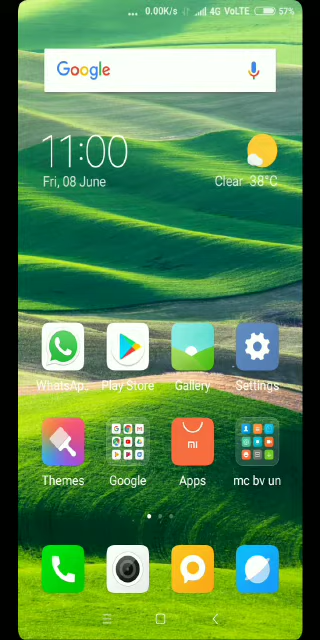 ... 0.00K/s 4G VoLTE 57%
Google
11:00
Fri, 08 June
Clear 38°C
WhatsAp.. Play Store Gallery Settings
mi
Themes Google Apps mc bv un